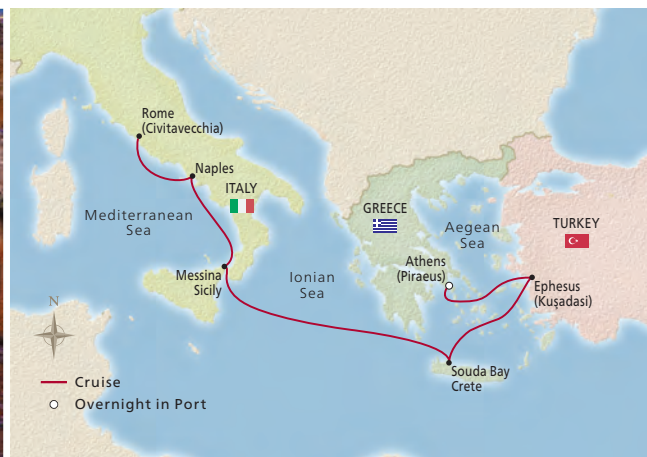 Rome
(Civitavecchia)
Naples
ITALY
Mediterranean
Sea
GREECE
Aegean
Sea
TURKEY
Athens
(Piraeus)
Messina
Sicily
Ionian
Sea
Ephesus
(Kuşadasi)
N
Souda Bay
Crete
Cruise
Overnight in Port